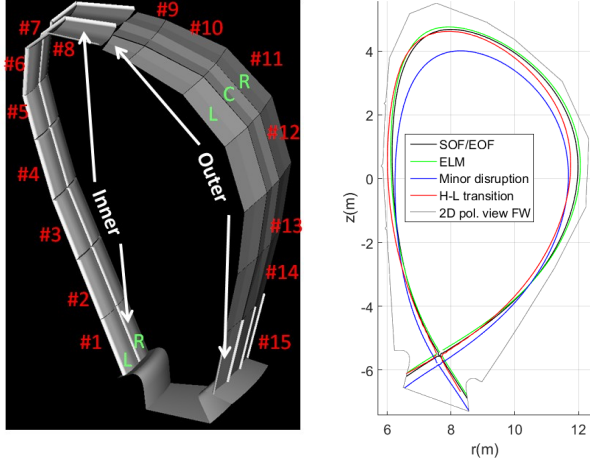 #9
#10
#7
#8
#11
#6
R
C
L
#5
#12
Outer
#4
Inner
#13
#3
#14
#2
R
#1
L
#15
4
2
0
-2
-4
-6
z(m)
SOF/EOF
ELM
Minor disruption
H-L transition
2D pol. view FW
6
8
10
12
r(m)